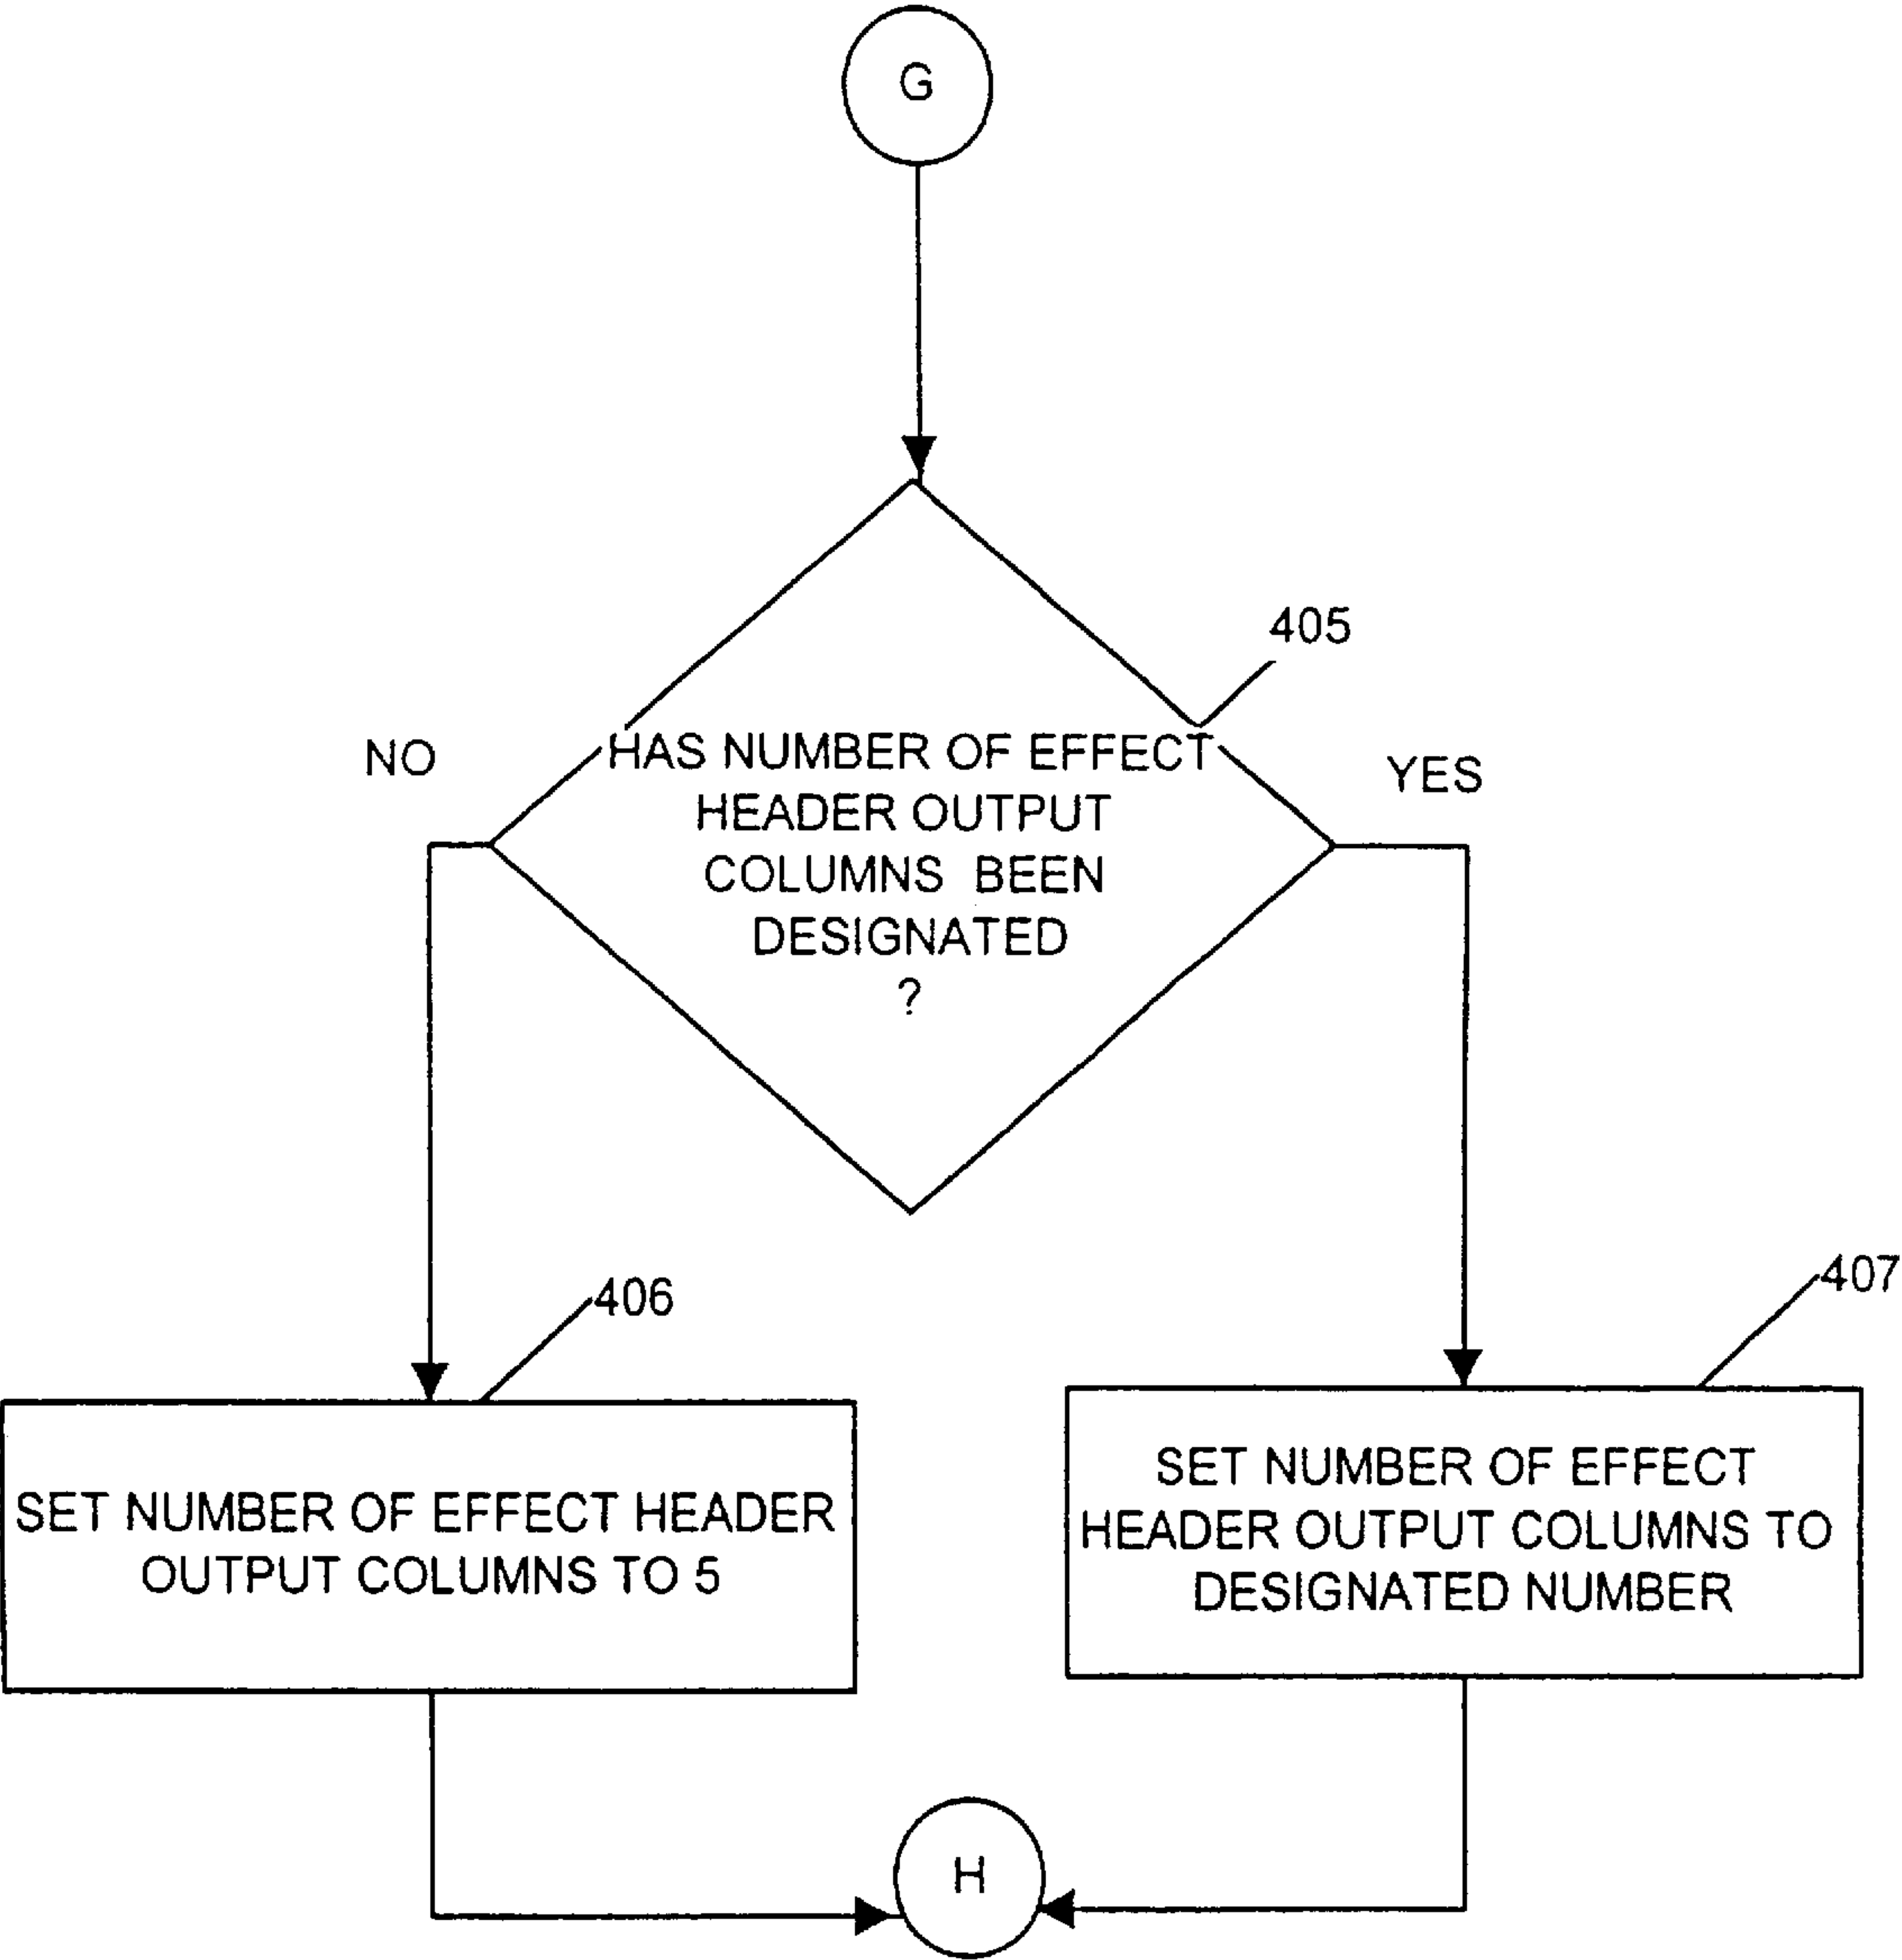 G
405
NO
YES
HAS NUMBER OF EFFECT
HEADER OUTPUT
COLUMNS BEEN
DESIGNATED
?
406
407
SET NUMBER OF EFFECT HEADER
OUTPUT COLUMNS TO 5
SET NUMBER OF EFFECT
HEADER OUTPUT COLUMNS TO
DESIGNATED NUMBER
H